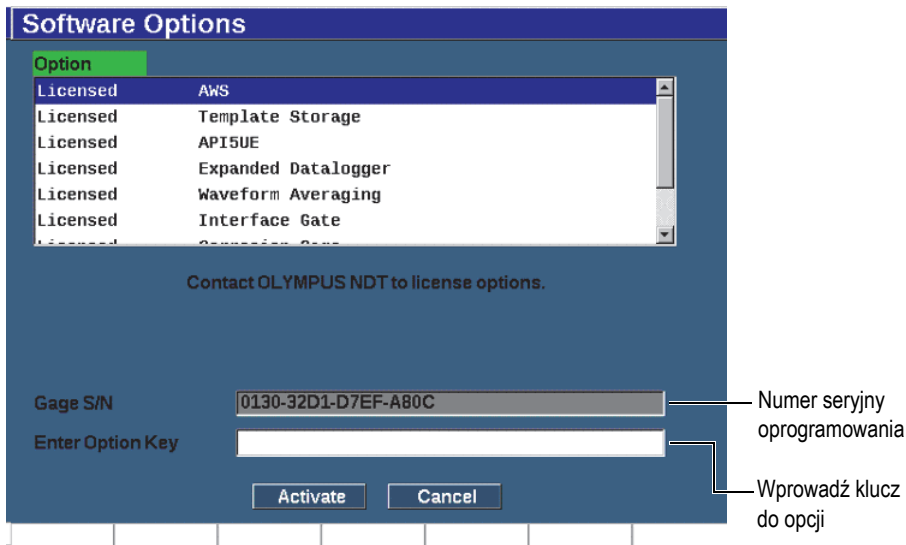 Software Options
Option
Licensed AWS
Licensed Template Storage
Licensed API5UE
Licensed Expanded Datalogger
Licensed Waveform Averaging
Licensed Interface Gate
Contact OLYMPUS NDT to license options.
Gage S/N 0130-32D1-D7EF-A80C
Numer seryjny
oprogramowania
Enter Option Key
Wprowadź klucz
do opcji
Activate Cancel